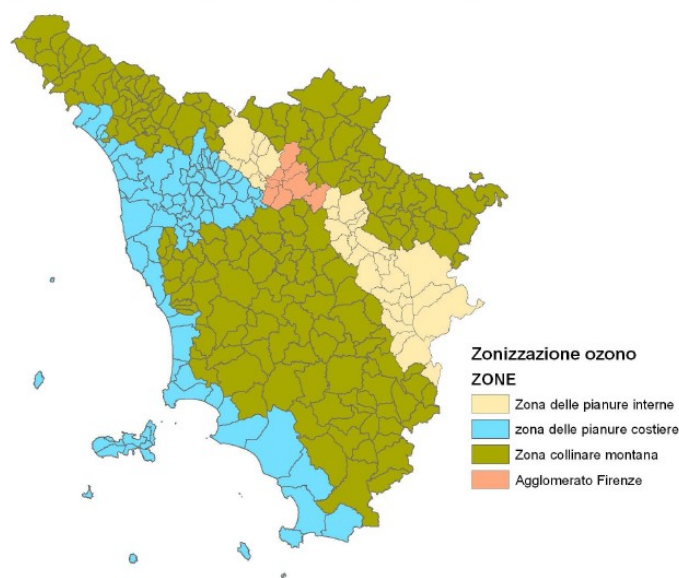 Zonizzazione ozono
ZONE
Zona delle pianure interne
zona delle pianure costiere
Zona collinare montana
Agglomerato Firenze